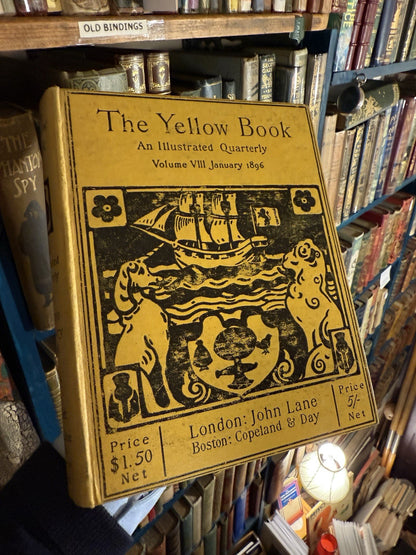 OLD BINDINGS
The Yellow Book
An Illustrated Quarterly
Volume VIII January 1896
Price
$1.50
Net
London: John Lane
Boston: Copeland & Day
Price
5/-
Net
THE
SPY